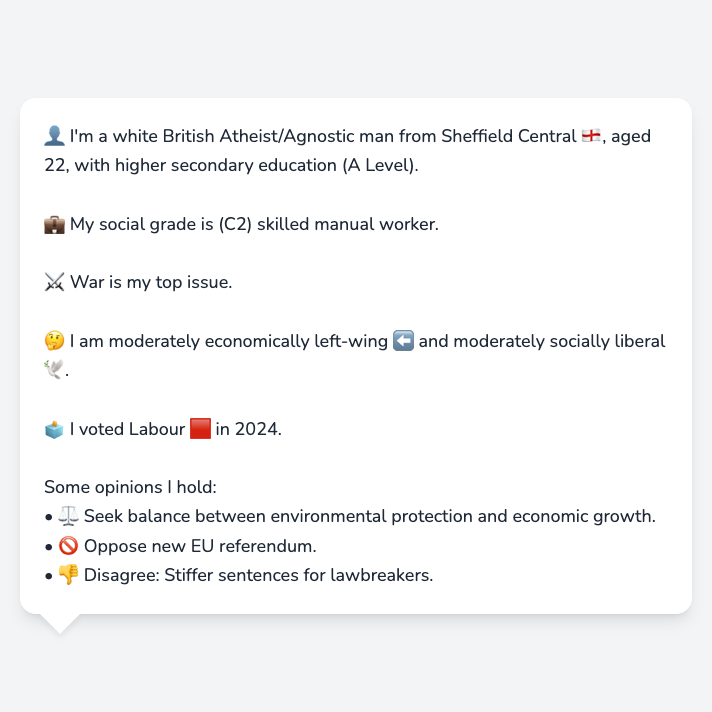 👤 I'm a white British Atheist/Agnostic man from Sheffield Central 🏴󠁧󠁢󠁥󠁮󠁧󠁿, aged
22, with higher secondary education (A Level).
💼 My social grade is (C2) skilled manual worker.
⚔️ War is my top issue.
🤔 I am moderately economically left-wing ⬅️ and moderately socially liberal
🕊️.
🗳️ I voted Labour 🟥 in 2024.
Some opinions I hold:
• ⚖️ Seek balance between environmental protection and economic growth.
• 🚫 Oppose new EU referendum.
• 👎 Disagree: Stiffer sentences for lawbreakers.